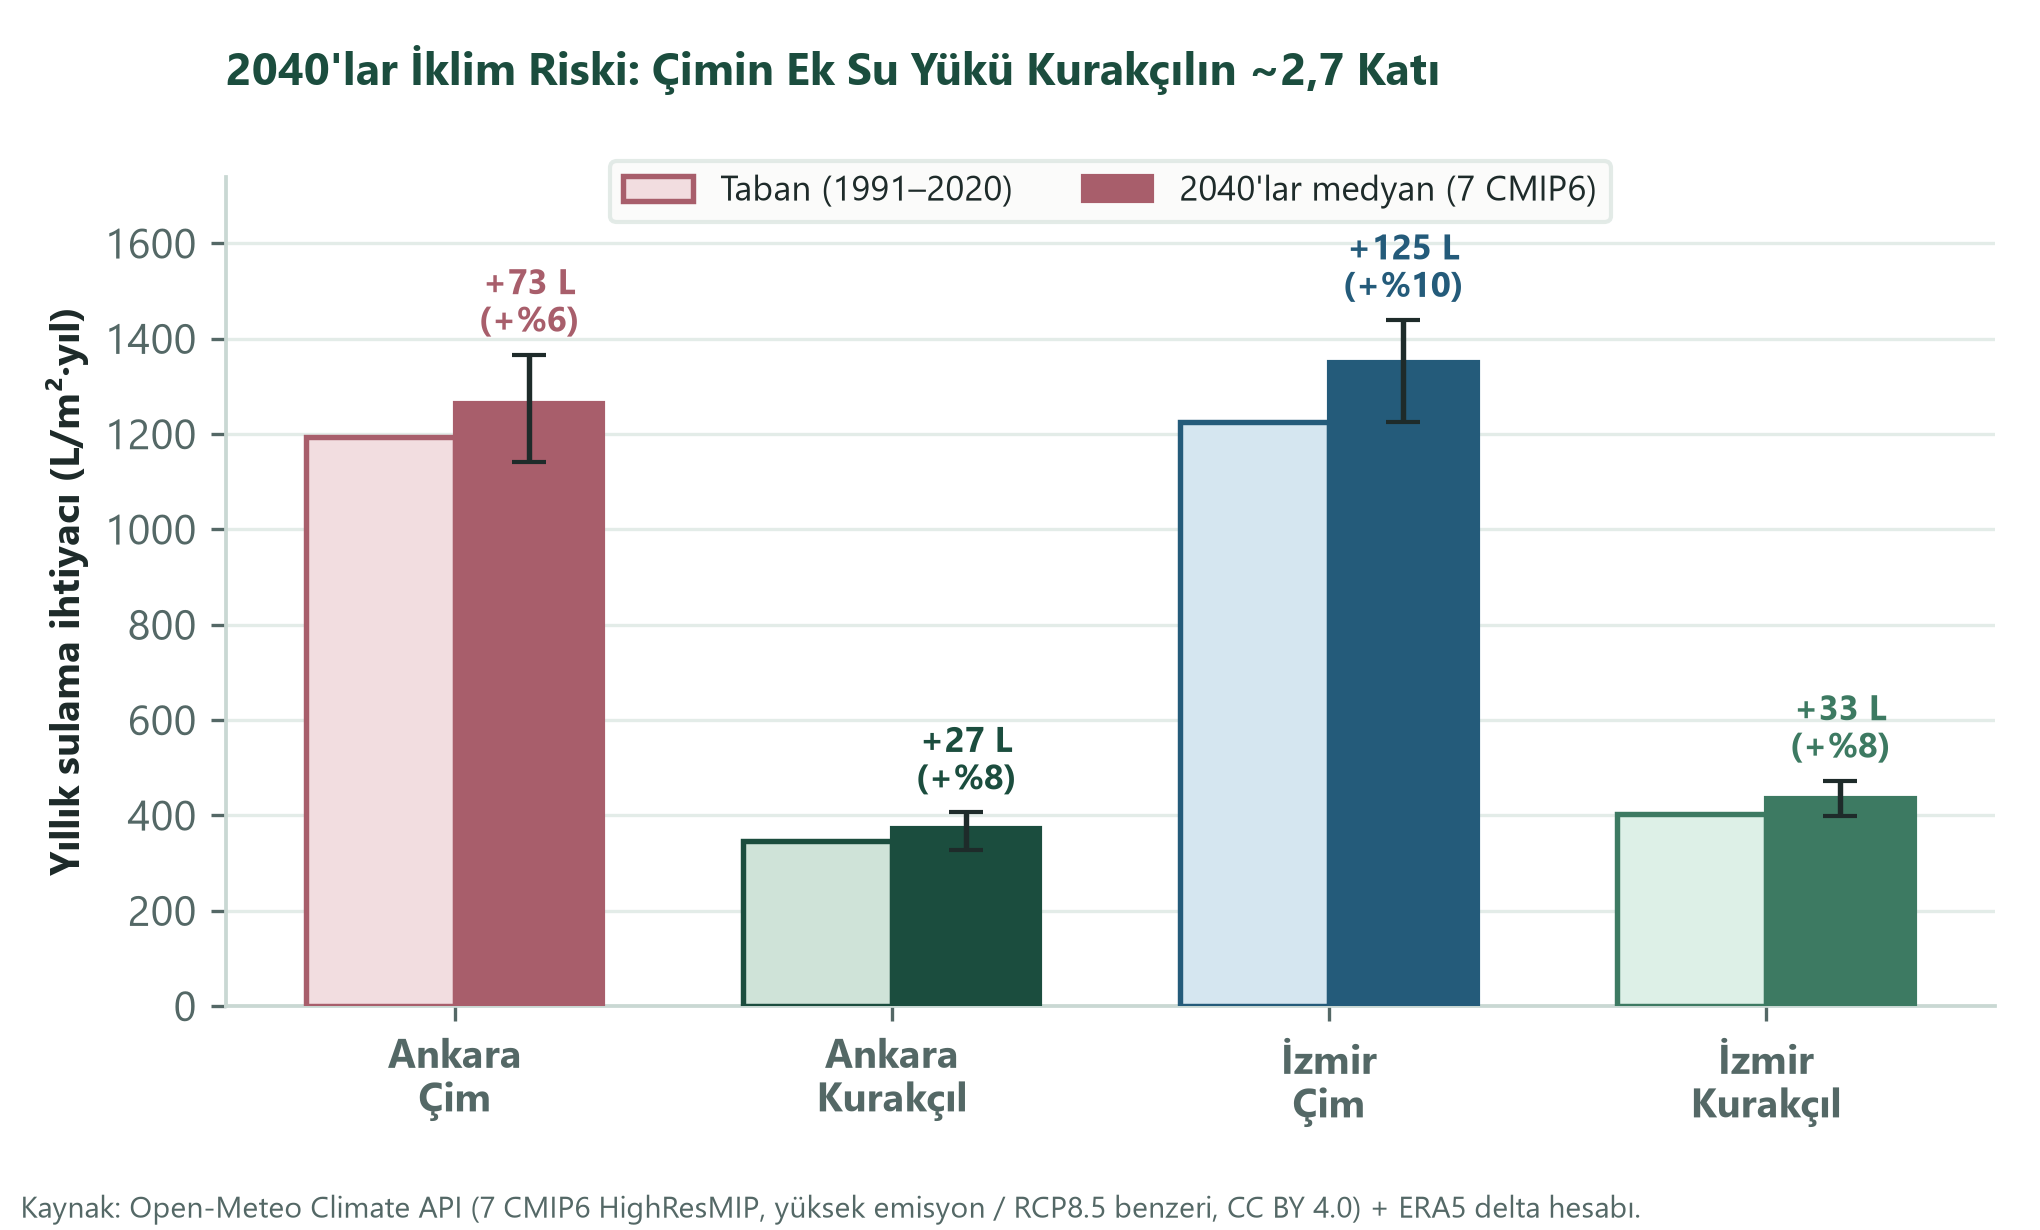 2040'lar İklim Riski: Çimin Ek Su Yükü Kurakçılın ~2,7 Katı
Taban (1991–2020)
2040'lar medyan (7 CMIP6)
Yıllık sulama ihtiyacı (L/m²·yıl)
1600
1400
1200
1000
800
600
400
200
0
+73 L
(+%6)
+27 L
(+%8)
+125 L
(+%10)
+33 L
(+%8)
Ankara
Çim
Ankara
Kurakçıl
İzmir
Çim
İzmir
Kurakçıl
Kaynak: Open-Meteo Climate API (7 CMIP6 HighResMIP, yüksek emisyon / RCP8.5 benzeri, CC BY 4.0) + ERA5 delta hesabı.